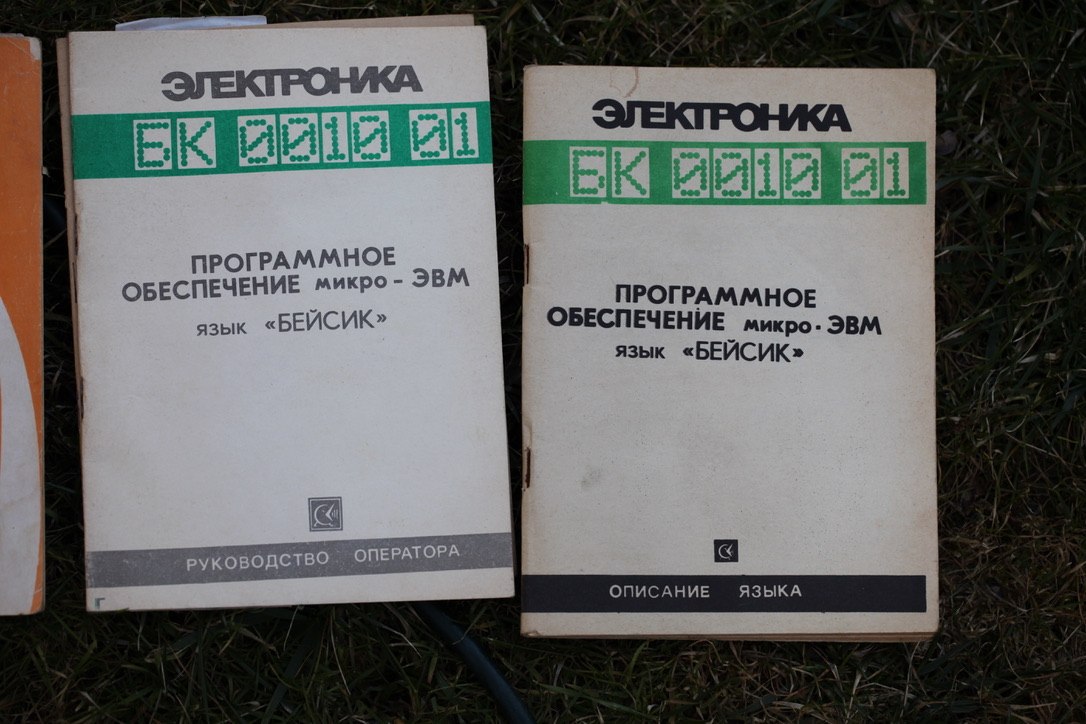 ЭЛЕКТРОНИКА
БК 0010 01
ПРОГРАММНОЕ
ОБЕСПЕЧЕНИЕ микро - ЭВМ
язык «БЕЙСИК»
РУКОВОДСТВО ОПЕРАТОРА
ЭЛЕКТРОНИКА
БК 0010 01
ПРОГРАММНОЕ
ОБЕСПЕЧЕНИЕ микро - ЭВМ
язык «БЕЙСИК»
ОПИСАНИЕ ЯЗЫКА